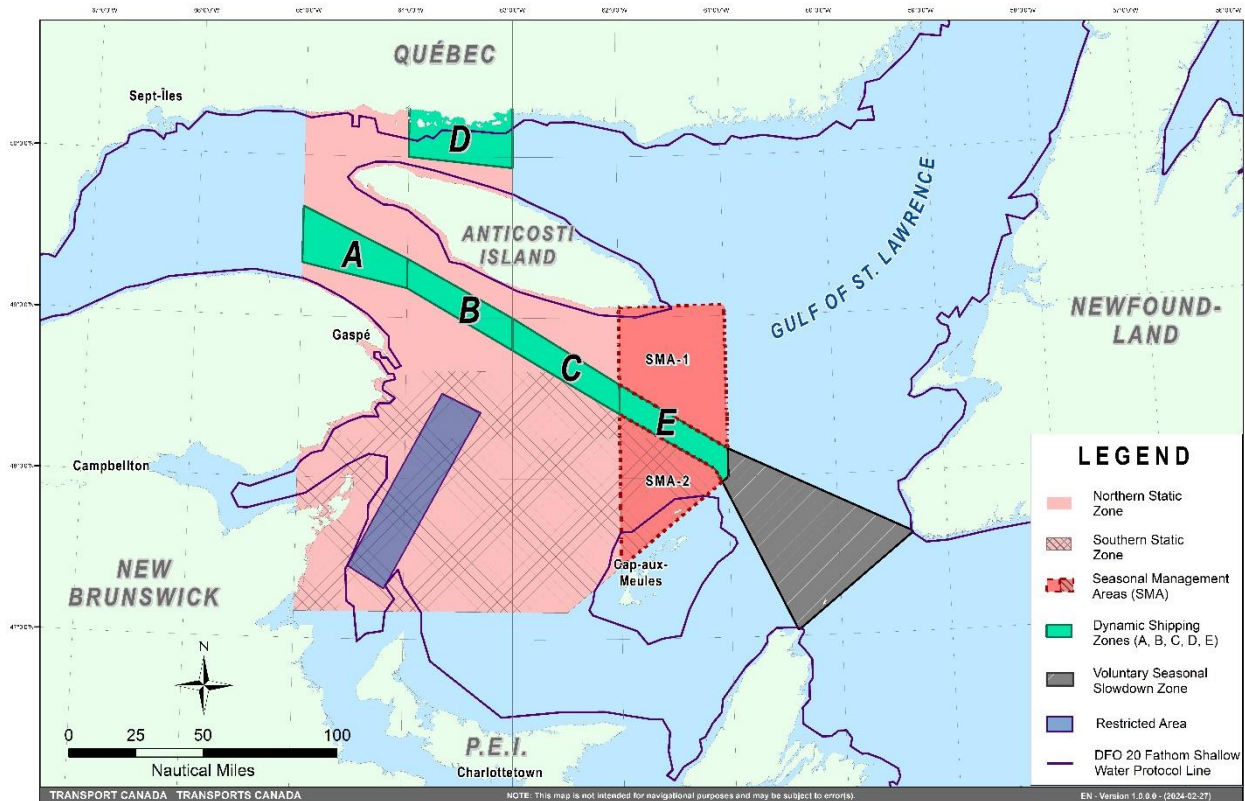 QUÉBEC
Sept-Îles
D
ANTICOSTI
ISLAND
A
B
GULF OF ST. LAWRENCE
NEWFOUND-
LAND
Gaspé
SMA-1
C
E
Campbellton
SMA-2
Cap-aux-
Meules
NEW
BRUNSWICK
P.E.I.
Charlottetown
N
0 25 50 100
Nautical Miles
LEGEND
Northern Static
Zone
Southern Static
Zone
Seasonal Management
Areas (SMA)
Dynamic Shipping
Zones (A, B, C, D, E)
Voluntary Seasonal
Slowdown Zone
Restricted Area
DFO 20 Fathom Shallow
Water Protocol Line
TRANSPORT CANADA TRANSPORTS CANADA
NOTE: This map is not intended for navigational purposes and may be subject to error(s).
EN - Version 1.0.0.0 - (2024-02-27)